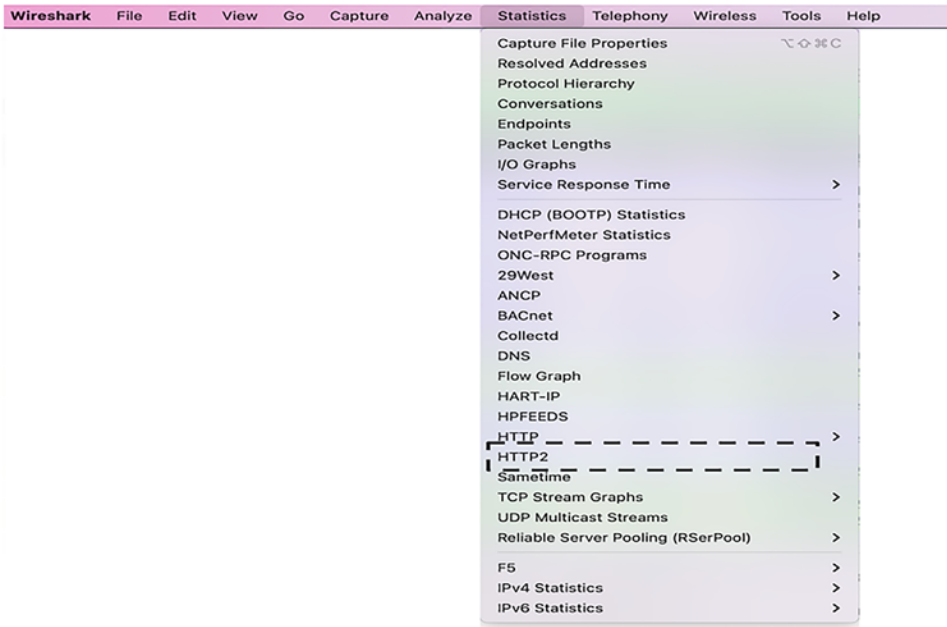 Wireshark File Edit View Go Capture Analyze Statistics Telephony Wireless Tools Help
Capture File Properties ⌥⇧⌘C
Resolved Addresses
Protocol Hierarchy
Conversations
Endpoints
Packet Lengths
I/O Graphs
Service Response Time >
DHCP (BOOTP) Statistics
NetPerfMeter Statistics
ONC-RPC Programs
29West >
ANCP
BACnet >
Collectd
DNS
Flow Graph
HART-IP
HPFEEDS
HTTP >
HTTP2
Sametime
TCP Stream Graphs >
UDP Multicast Streams
Reliable Server Pooling (RSerPool) >
F5 >
IPv4 Statistics >
IPv6 Statistics >